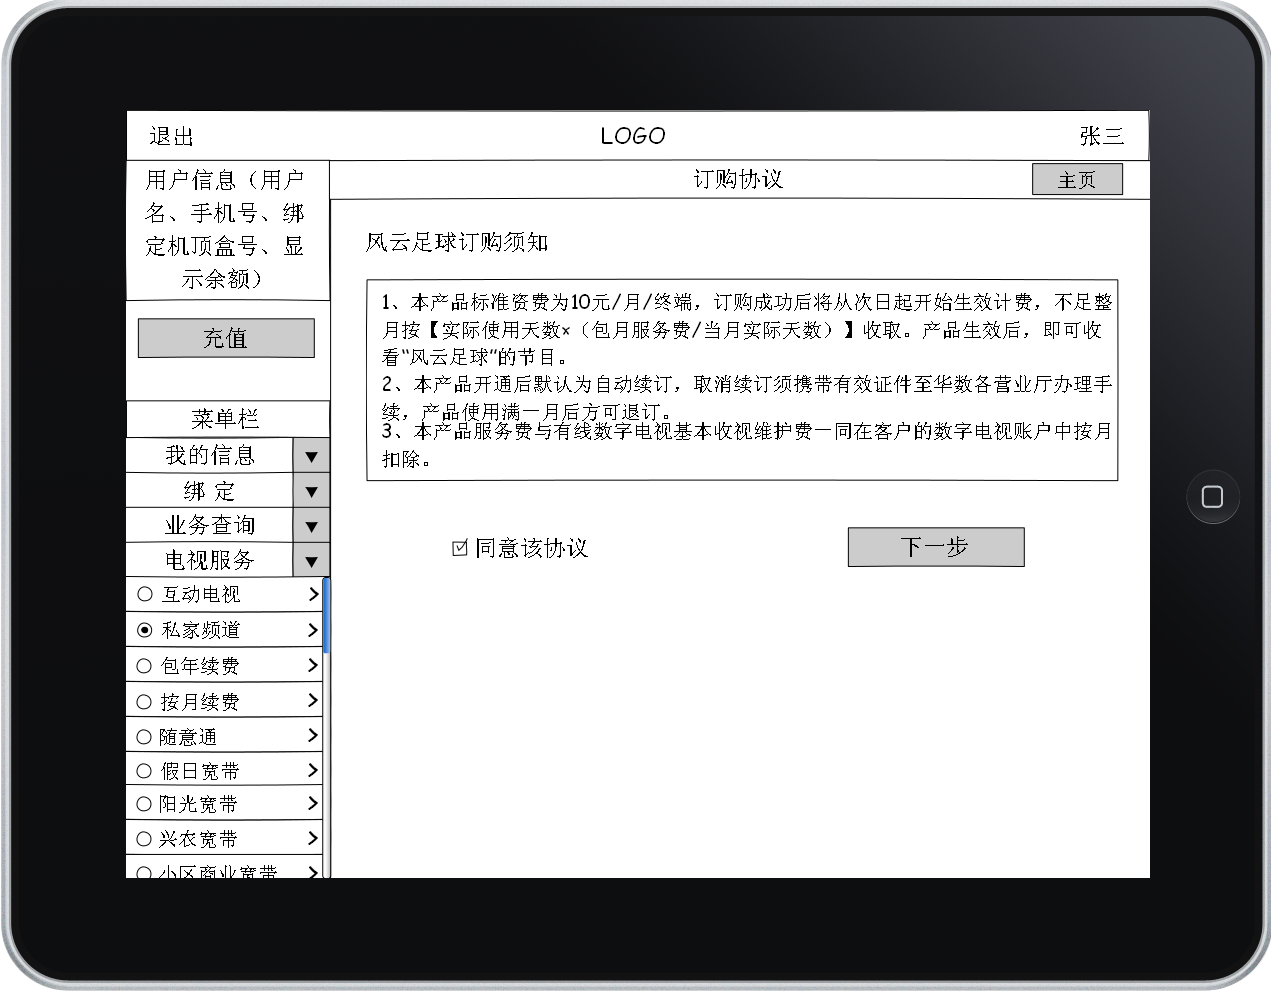 退出
LOGO
张三
用户信息（用户
名、手机号、绑
定机顶盒号、显
示余额）
充值
菜单栏
我的信息
绑 定
业务查询
电视服务
互动电视
私家频道
包年续费
按月续费
随意通
假日宽带
阳光宽带
兴农宽带
小区商业宽带
订购协议
主页
风云足球订购须知
1、本产品标准资费为10元/月/终端，订购成功后将从次日起开始生效计费，不足整
月按【实际使用天数×（包月服务费/当月实际天数）】收取。产品生效后，即可收
看“风云足球”的节目。
2、本产品开通后默认为自动续订，取消续订须携带有效证件至华数各营业厅办理手
续，产品使用满一月后方可退订。
3、本产品服务费与有线数字电视基本收视维护费一同在客户的数字电视账户中按月
扣除。
同意该协议
下一步